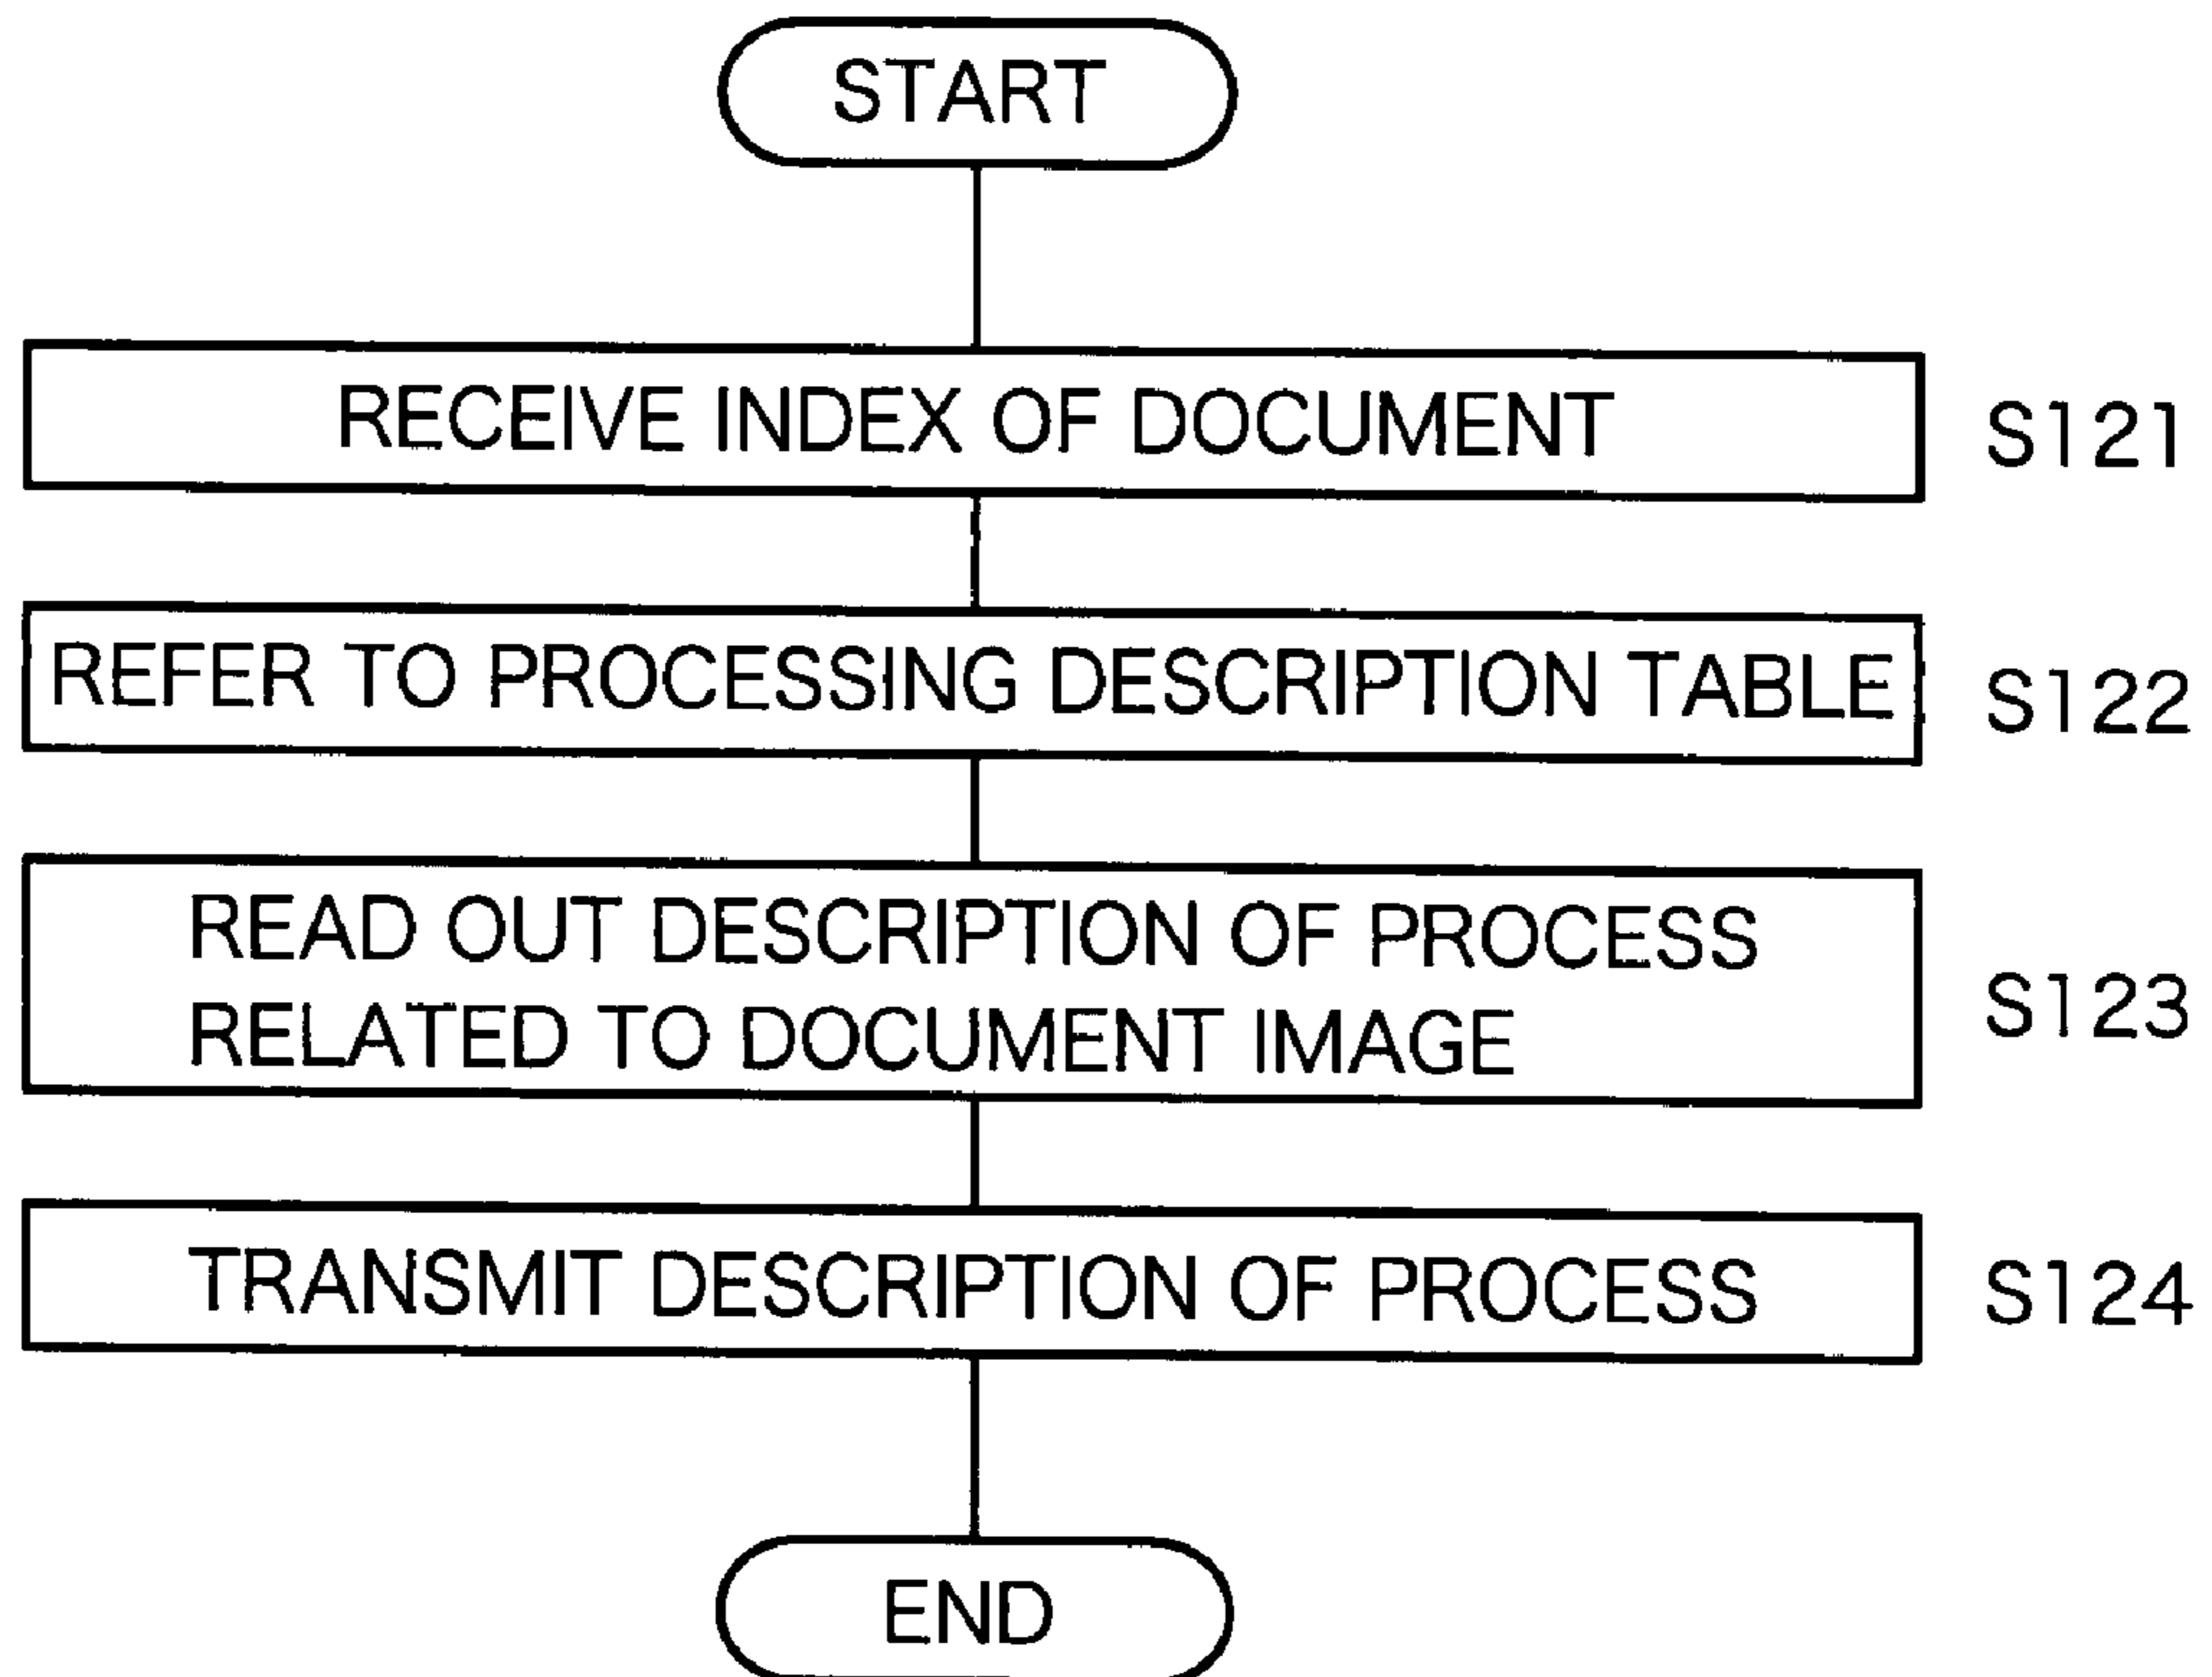 START
RECEIVE INDEX OF DOCUMENT
S121
REFER TO PROCESSING DESCRIPTION TABLE
S122
READ OUT DESCRIPTION OF PROCESS
RELATED TO DOCUMENT IMAGE
S123
TRANSMIT DESCRIPTION OF PROCESS
S124
END